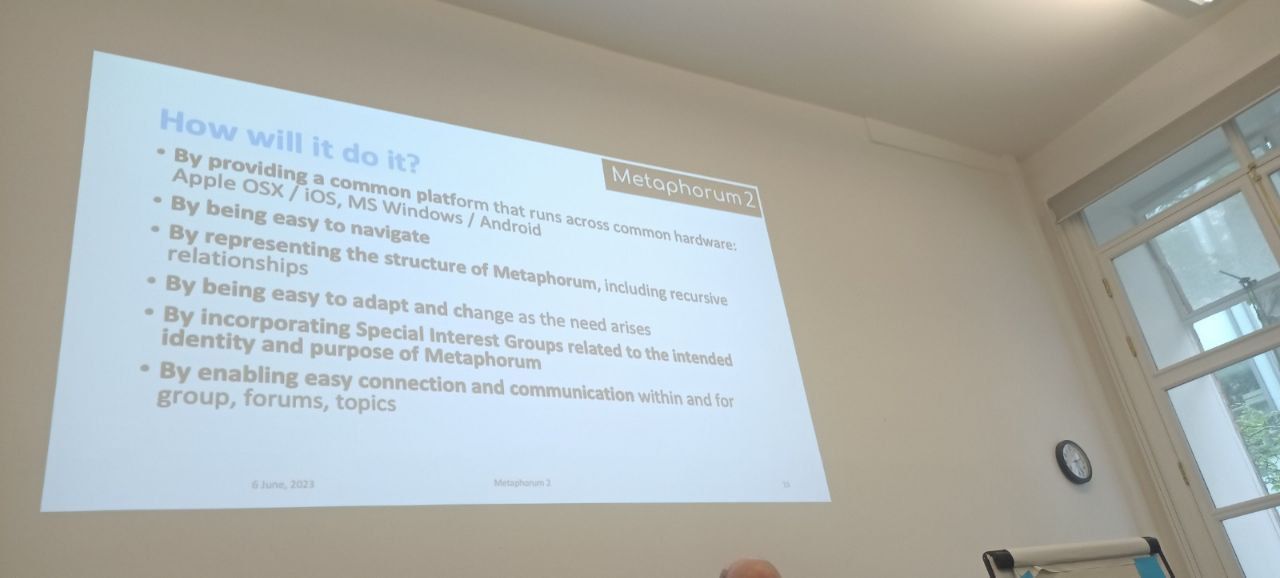 How will it do it?
Metaphorum 2
• By providing a common platform that runs across common hardware:
Apple OSX / iOS, MS Windows / Android
• By being easy to navigate
• By representing the structure of Metaphorum, including recursive
relationships
• By being easy to adapt and change as the need arises
• By incorporating Special Interest Groups related to the intended
identity and purpose of Metaphorum
• By enabling easy connection and communication within and for
group, forums, topics
6 June, 2023
Metaphorum 2